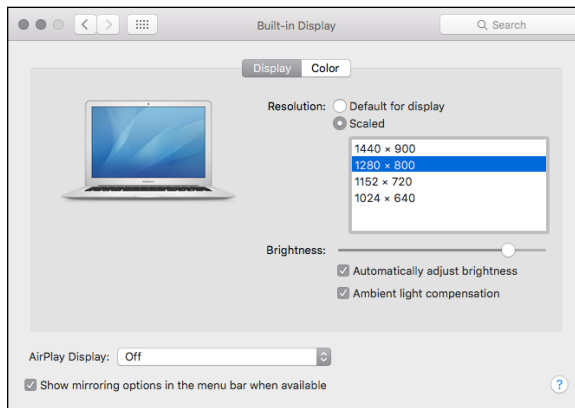 Built-in Display
Search
Display Color
Resolution: Default for display
Scaled
1440 × 900
1280 × 800
1152 × 720
1024 × 640
Brightness:
Automatically adjust brightness
Ambient light compensation
AirPlay Display: Off
Show mirroring options in the menu bar when available
?